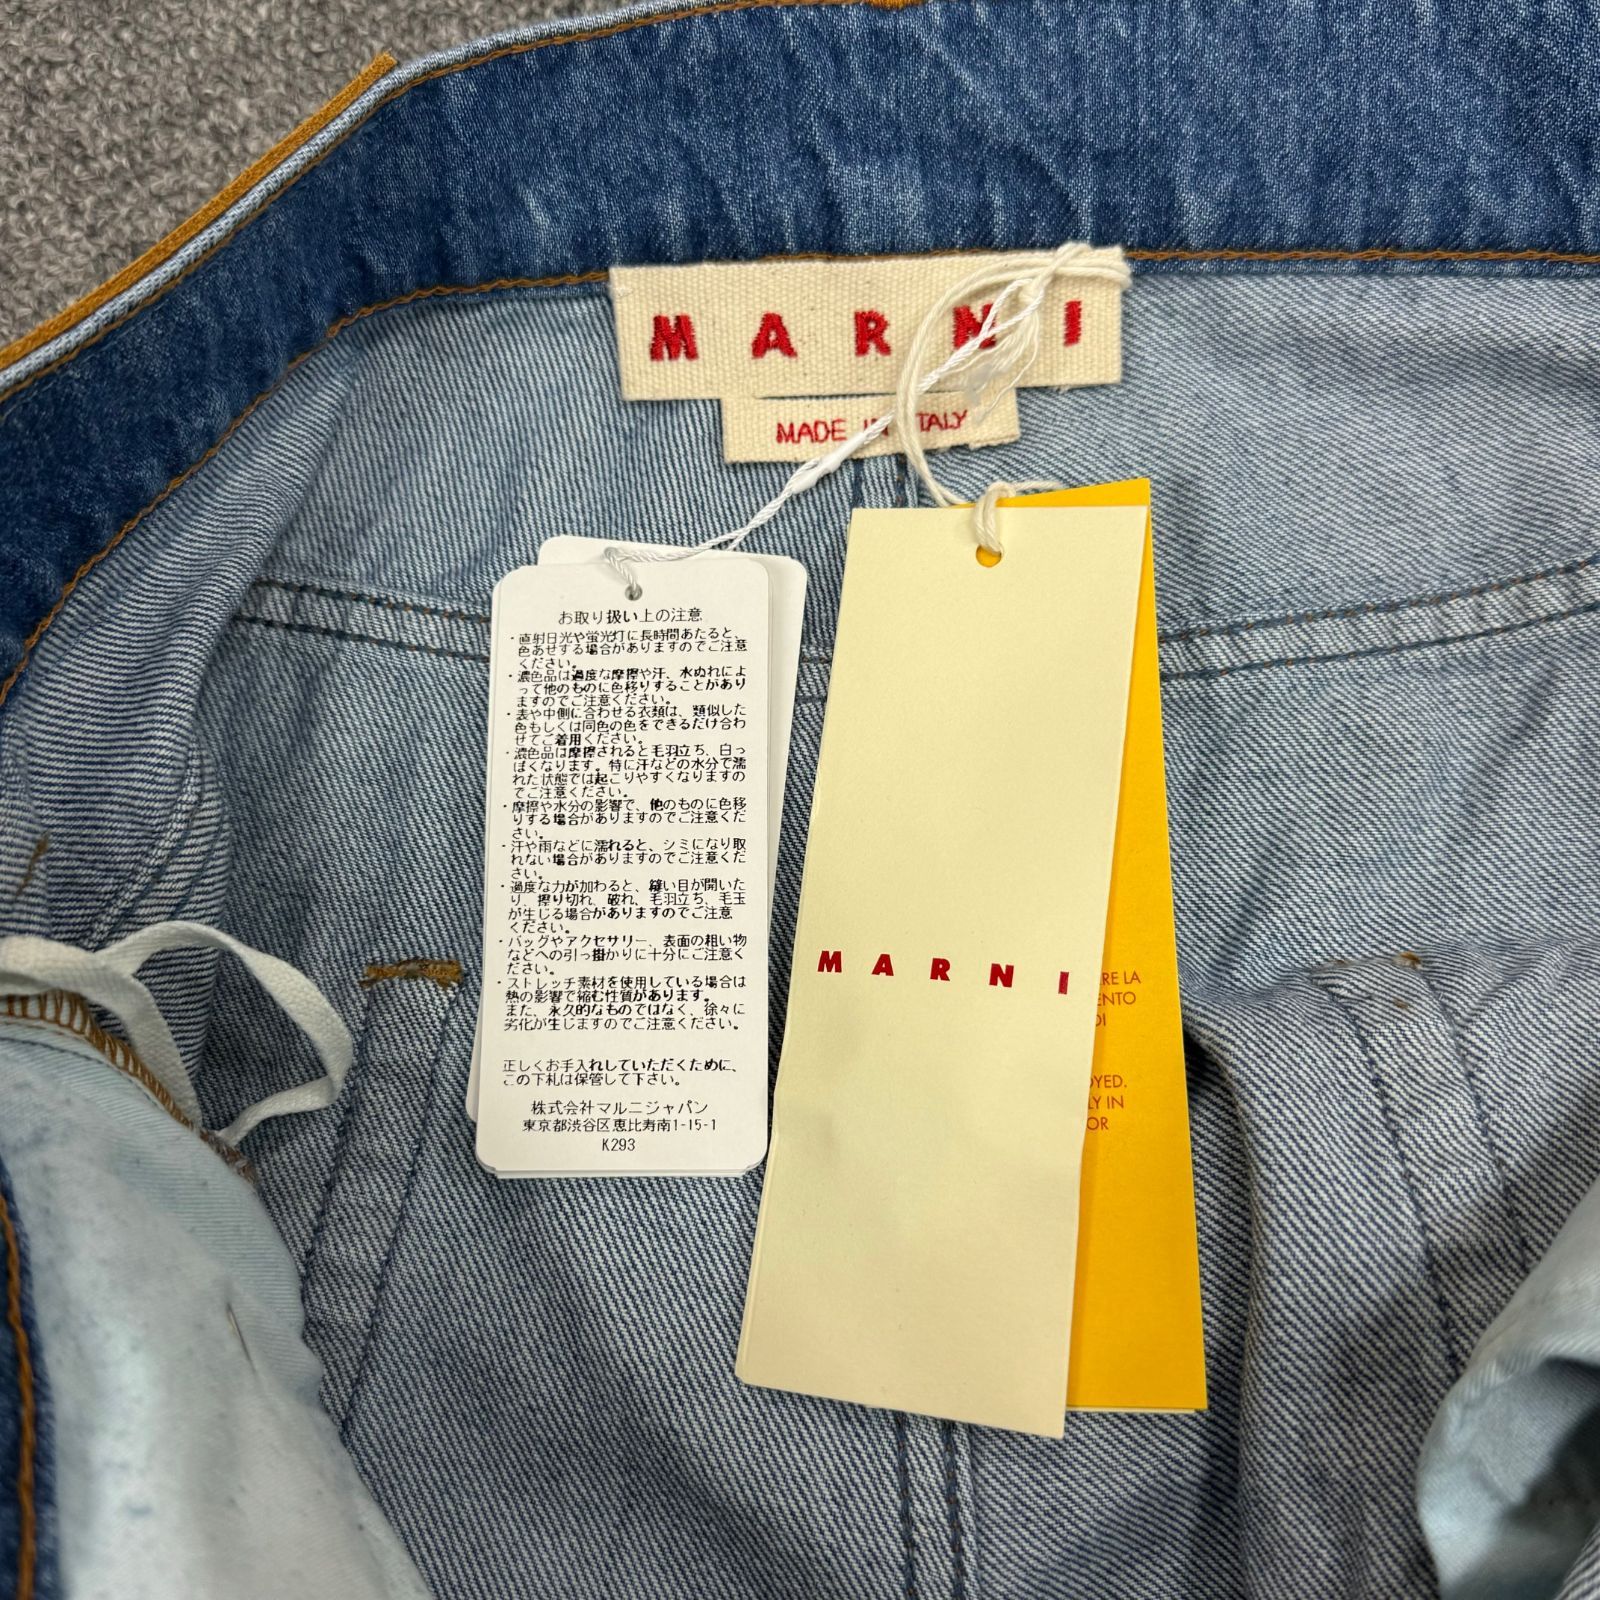 MARNI
MADE IN ITALY
お取り扱い上の注意
・直射日光や蛍光灯に長時間あたると、
色あせする場合がありますのでご注意
ください。
・濃色品は過度な摩擦や汗、水ぬれによ
って他のものに色移りすることがあり
ますのでご注意ください。
・表や中側に合わせる衣類は、類似した
色もしくは同色の色をできるだけ合わ
せてご着用ください。
・濃色品は摩擦されると毛羽立ち、白っ
ぽくなります。特に汗などの水分で濡
れた状態では起こりやすくなりますの
でご注意ください。
・摩擦や水分の影響で、他のものに色移
りする場合がありますのでご注意くだ
さい。
・汗や雨などに濡れると、シミになり取
れない場合がありますのでご注意くだ
さい。
・過度な力が加わると、縫い目が開いた
り、擦り切れ、破れ、毛羽立ち、毛玉
が生じる場合がありますのでご注意
ください。
・バッグやアクセサリー、表面の粗い物
などへの引っ掛かりに十分にご注意く
ださい。
・ストレッチ素材を使用している場合は
熱の影響で縮む性質があります。
また、永久的なものではなく、徐々に
劣化が生じますのでご注意ください。
正しくお手入れしていただくために、
この下札は保管して下さい。
株式会社マルニジャパン
東京都渋谷区恵比寿南1-15-1
K293
MARNI
RE LA
ENTO
DI
OYED.
LY IN
OR